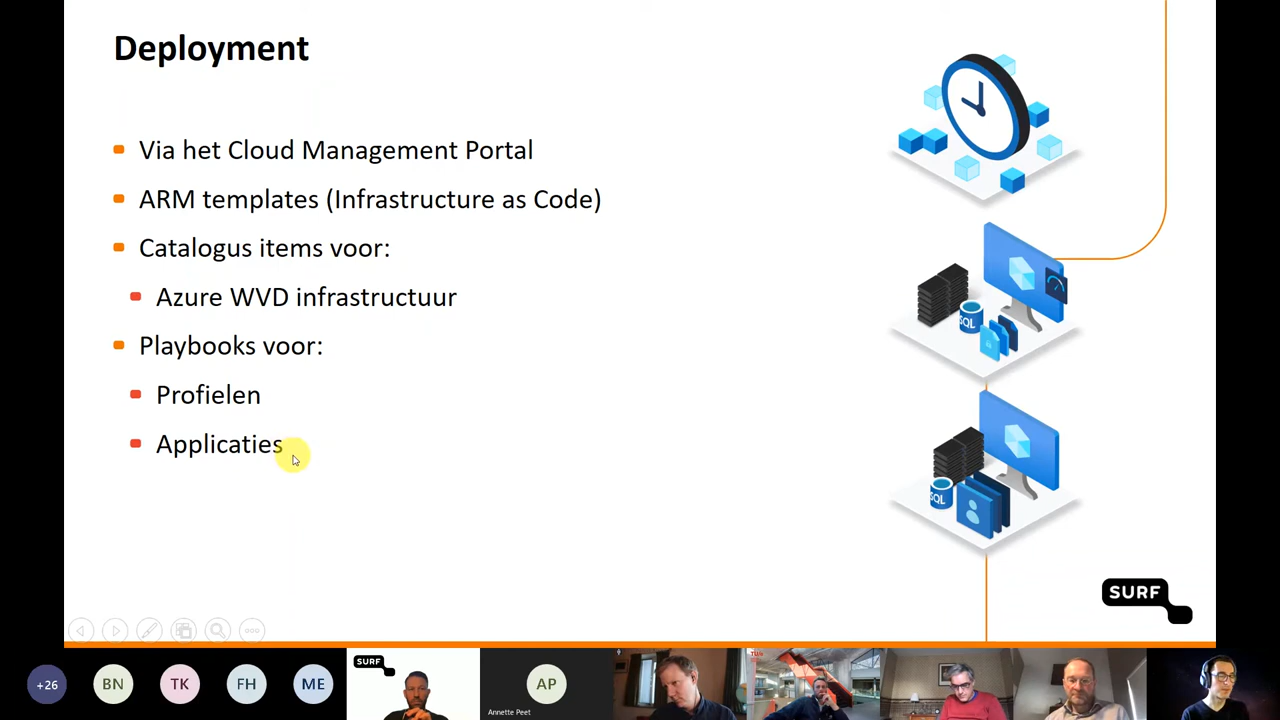 Deployment
Via het Cloud Management Portal
ARM templates (Infrastructure as Code)
Catalogus items voor:
Azure WVD infrastructuur
Playbooks voor:
Profielen
Applicaties
SQL
SQL
SURF
+26
BN
TK
FH
ME
SURF
AP
Annette Peet